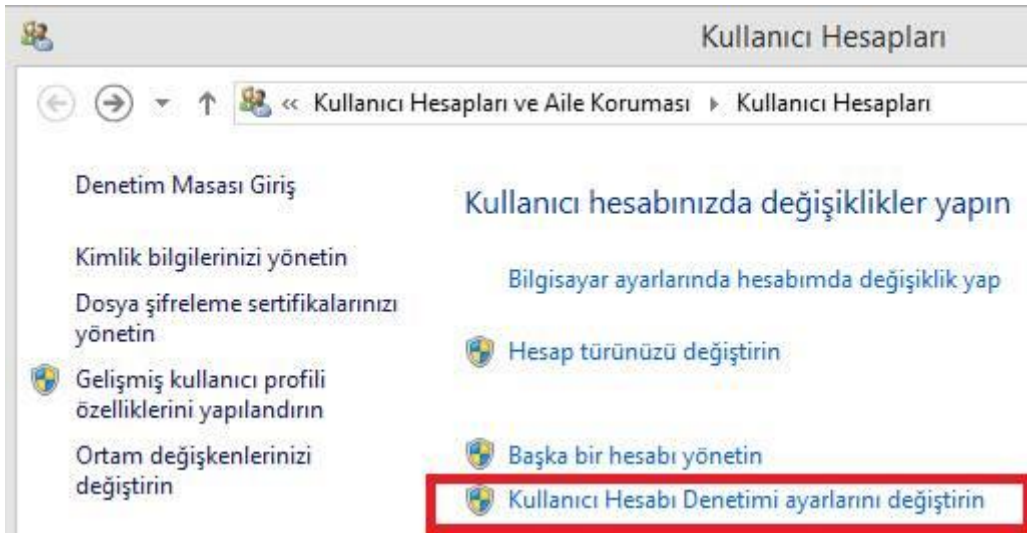 Kullanıcı Hesapları
« Kullanıcı Hesapları ve Aile Koruması ▸ Kullanıcı Hesapları
Denetim Masası Giriş
Kimlik bilgilerinizi yönetin
Dosya şifreleme sertifikalarınızı
yönetin
Gelişmiş kullanıcı profili
özelliklerini yapılandırın
Ortam değişkenlerinizi
değiştirin
Kullanıcı hesabınızda değişiklikler yapın
Bilgisayar ayarlarında hesabımda değişiklik yap
Hesap türünüzü değiştirin
Başka bir hesabı yönetin
Kullanıcı Hesabı Denetimi ayarlarını değiştirin